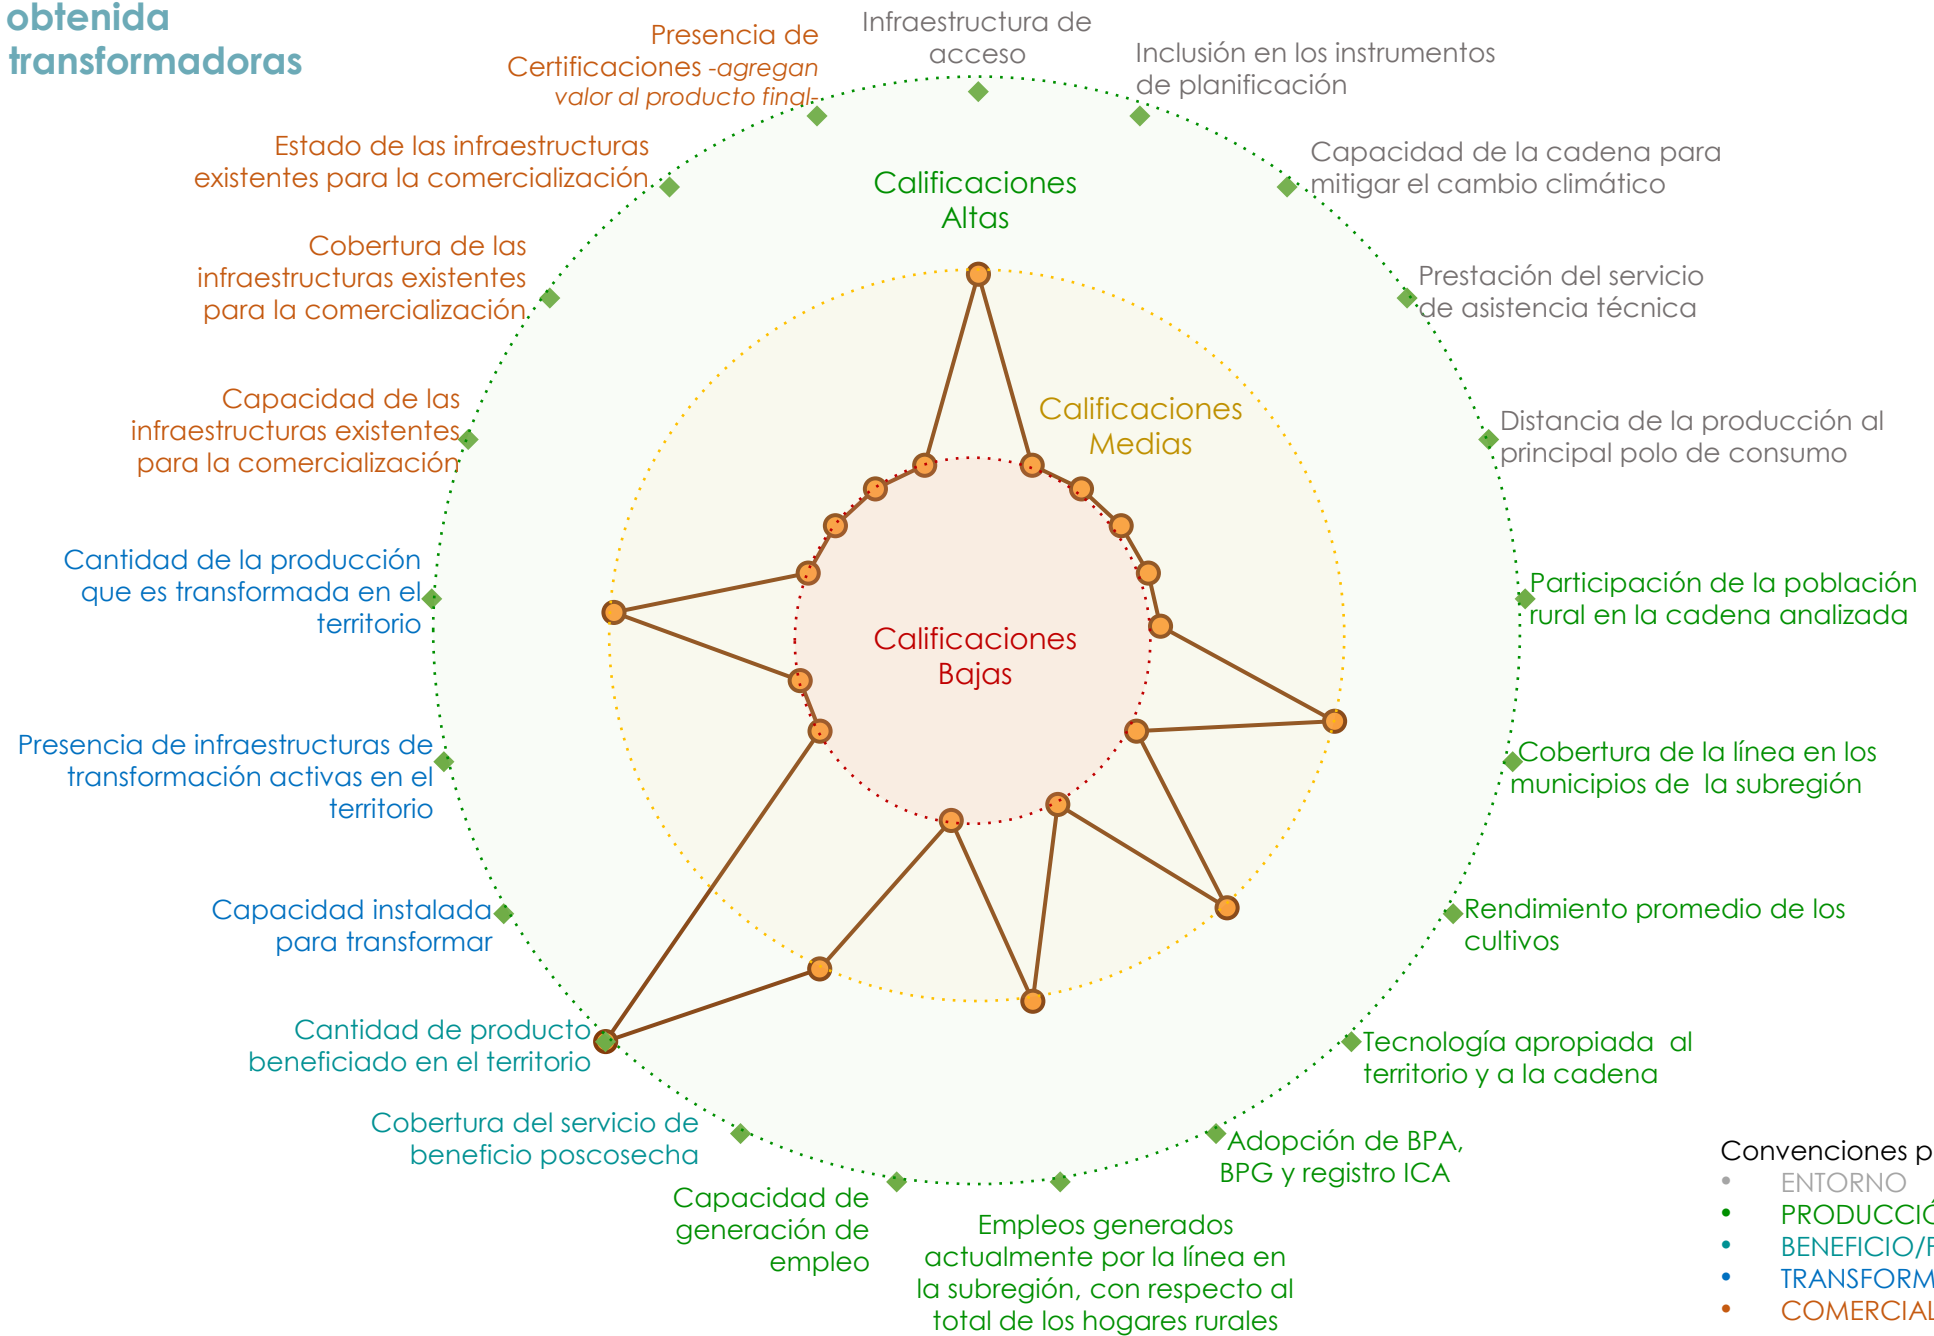 obtenida
transformadoras
Infraestructura de
acceso
Inclusión en los instrumentos
de planificación
Capacidad de la cadena para
mitigar el cambio climático
Prestación del servicio
de asistencia técnica
Distancia de la producción al
principal polo de consumo
Participación de la población
rural en la cadena analizada
Cobertura de la línea en los
municipios de  la subregión
Rendimiento promedio de los
cultivos
Tecnología apropiada  al
territorio y a la cadena
Adopción de BPA,
BPG y registro ICA
Empleos generados
actualmente por la línea en
la subregión, con respecto al
total de los hogares rurales
Capacidad de
generación de
empleo
Cobertura del servicio de
beneficio poscosecha
Cantidad de producto
beneficiado en el territorio
Capacidad instalada
para transformar
Presencia de infraestructuras de
transformación activas en el
territorio
Cantidad de la producción
que es transformada en el
territorio
Capacidad de las
infraestructuras existentes
para la comercialización
Cobertura de las
infraestructuras existentes
para la comercialización
Estado de las infraestructuras
existentes para la comercialización
Presencia de
Certificaciones -agregan
valor al producto final-
Calificaciones
Altas
Calificaciones
Medias
Calificaciones
Bajas
Convenciones p
• ENTORNO
• PRODUCCIÓ
• BENEFICIO/
• TRANSFORM
• COMERCIAL